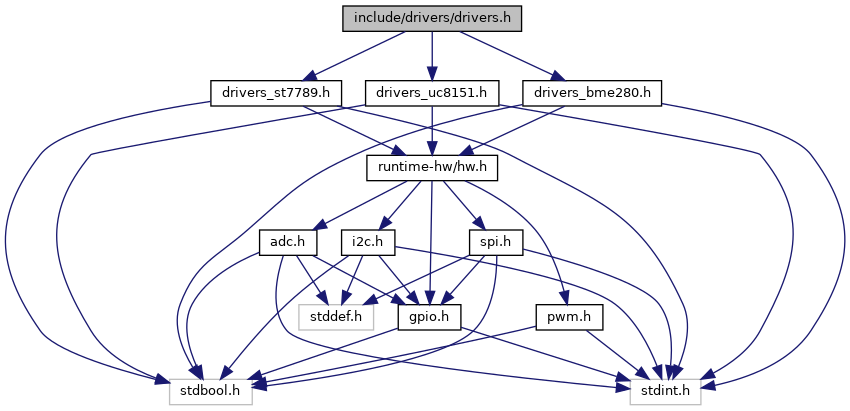 include/drivers/drivers.h
drivers_st7789.h
drivers_uc8151.h
drivers_bme280.h
runtime-hw/hw.h
adc.h
i2c.h
spi.h
stddef.h
gpio.h
pwm.h
stdbool.h
stdint.h